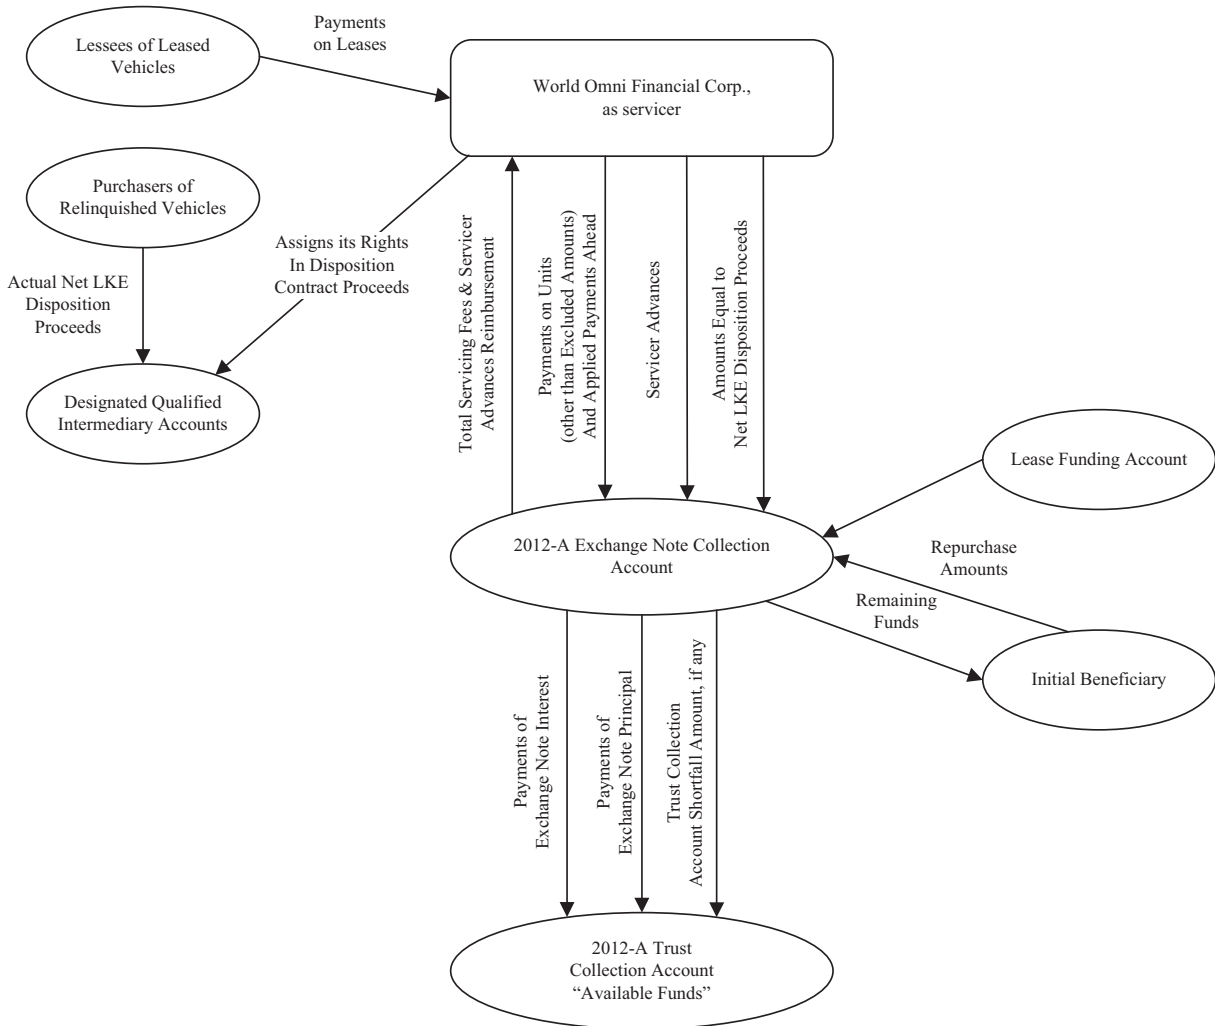 Lessees of Leased
Vehicles
Payments
on Leases
World Omni Financial Corp.,
as servicer
Purchasers of
Relinquished Vehicles
Actual Net LKE
Disposition
Proceeds
Assigns its Rights
In Disposition
Contract Proceeds
Designated Qualified
Intermediary Accounts
Total Servicing Fees & Servicer
Advances Reimbursement
Payments on Units
(other than Excluded Amounts)
And Applied Payments Ahead
Servicer Advances
Amounts Equal to
Net LKE Disposition Proceeds
Lease Funding Account
2012-A Exchange Note Collection
Account
Repurchase
Amounts
Remaining
Funds
Initial Beneficiary
Payments of
Exchange Note Interest
Payments of
Exchange Note Principal
Trust Collection
Account Shortfall Amount, if any
2012-A Trust
Collection Account
“Available Funds”